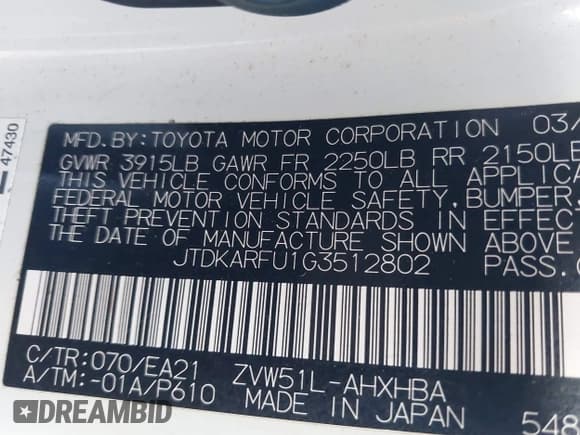 47430
MFD.BY:TOYOTA MOTOR CORPORATION 03/
GVWR 3915LB GAWR FR 2250LB RR 2150LB
THIS VEHICLE CONFORMS TO ALL APPLICA
FEDERAL MOTOR VEHICLE SAFETY,BUMPER
THEFT PREVENTION STANDARDS IN EFFEC
THE DATE OF MANUFACTURE SHOWN ABOVE
JTDKARFU1G3512802 PASS.
C/TR:070/EA21 ZVW51L-AHXHBA
A/TM:-01A/P610 MADE IN JAPAN 548
DREAMBID